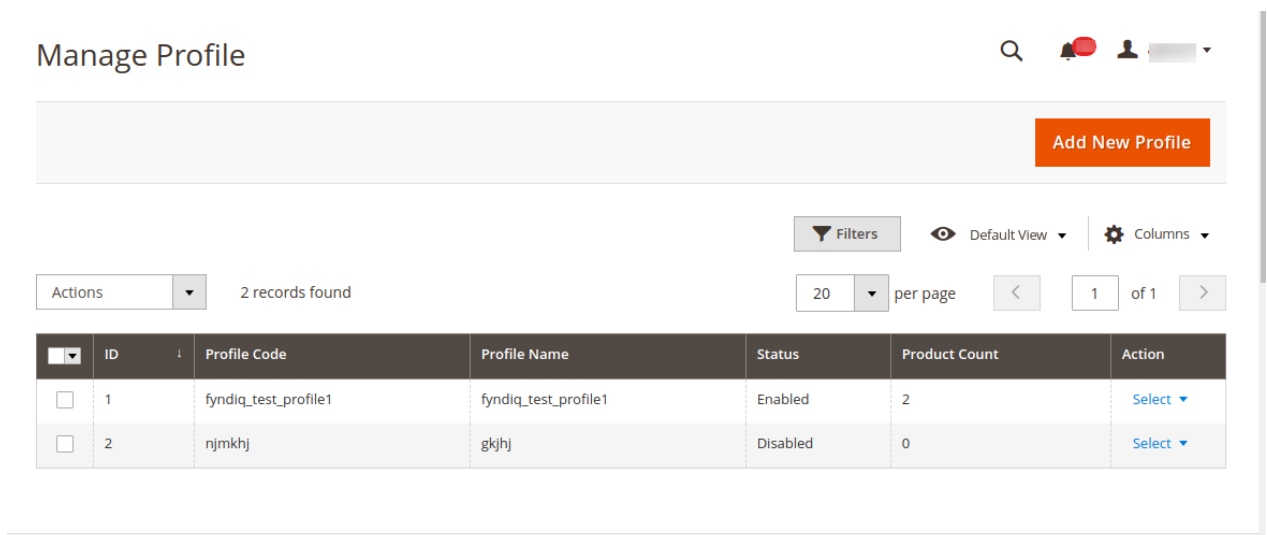 Manage Profile
Add New Profile
Filters Default View Columns
Actions 2 records found 20 per page 1 of 1
ID ↓ Profile Code Profile Name Status Product Count Action
1 fyndiq_test_profile1 fyndiq_test_profile1 Enabled 2 Select
2 njmkhj gkjhj Disabled 0 Select